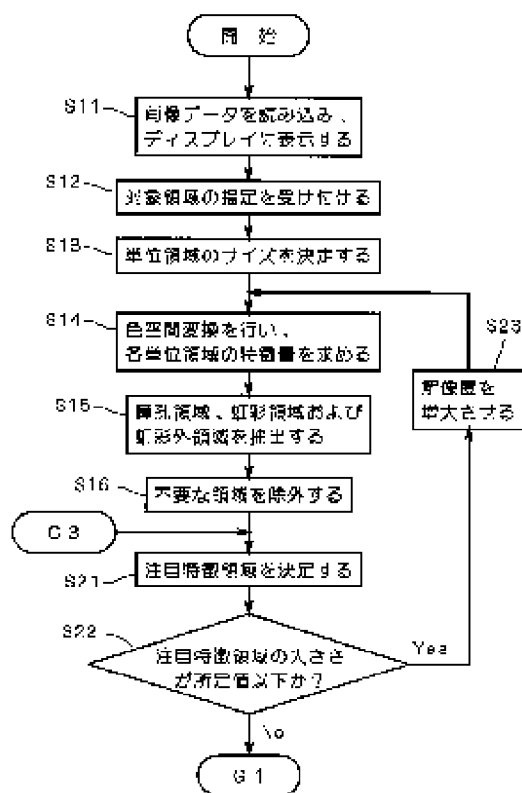 開 始
S11
画像データを読み込み、
ディスプレイに表示する
S12
対象領域の指定を受け付ける
S13
単位領域のサイズを決定する
S14
色空間変換を行い、
各単位領域の特徴量を求める
S23
解像度を
増大させる
S15
瞳孔領域、虹彩領域および
虹彩外領域を抽出する
S16
不要な領域を除外する
C3
S21
注目特徴領域を決定する
S22
注目特徴領域の大きさ
が所定値以下か?
Yes
No
G1